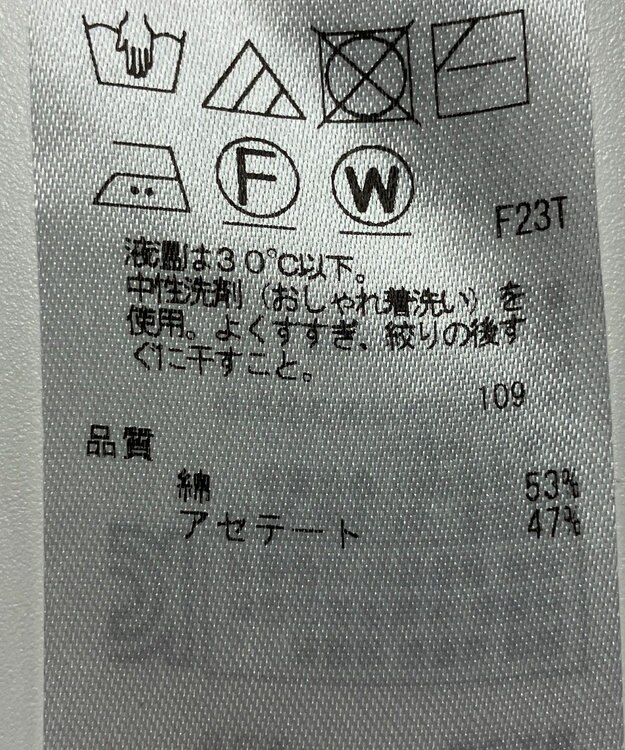 F
W
F23T
液温は30℃以下。
中性洗剤（おしゃれ着洗い）を
使用。よくすすぎ、絞りの後す
ぐに干すこと。
109
品質
綿 53%
アセテート 47%